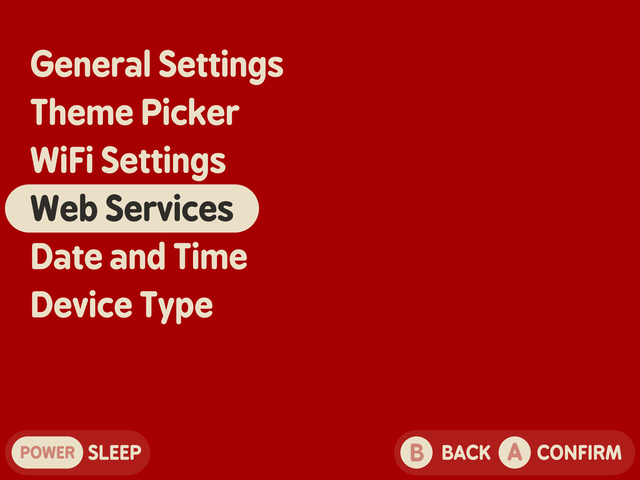 General Settings
Theme Picker
WiFi Settings
Web Services
Date and Time
Device Type
POWER SLEEP B BACK A CONFIRM